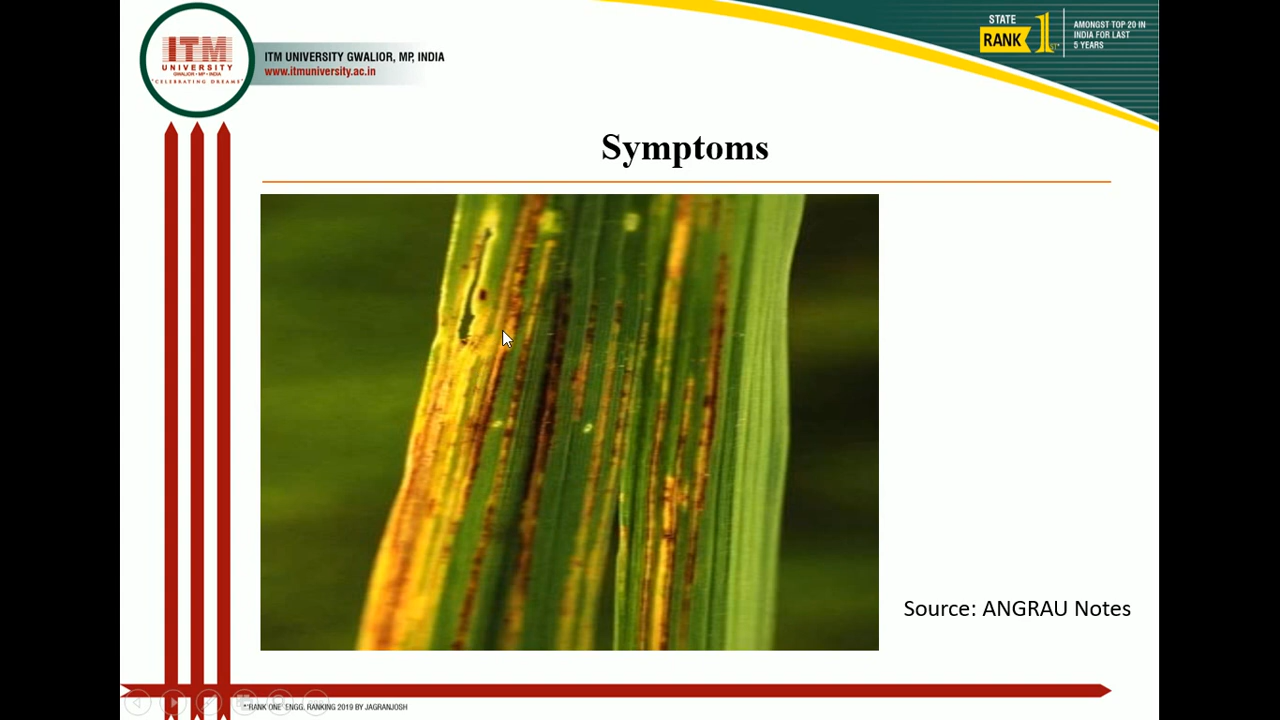 ITM
UNIVERSITY
GWALIOR • MP • INDIA
"CELEBRATING DREAMS"
ITM UNIVERSITY GWALIOR, MP, INDIA
www.itmuniversity.ac.in
STATE
RANK 1ST*
AMONGST TOP 20 IN
INDIA FOR LAST
5 YEARS
Symptoms
Source: ANGRAU Notes
*'RANK ONE' ENGG. RANKING 2019 BY JAGRANJOSH